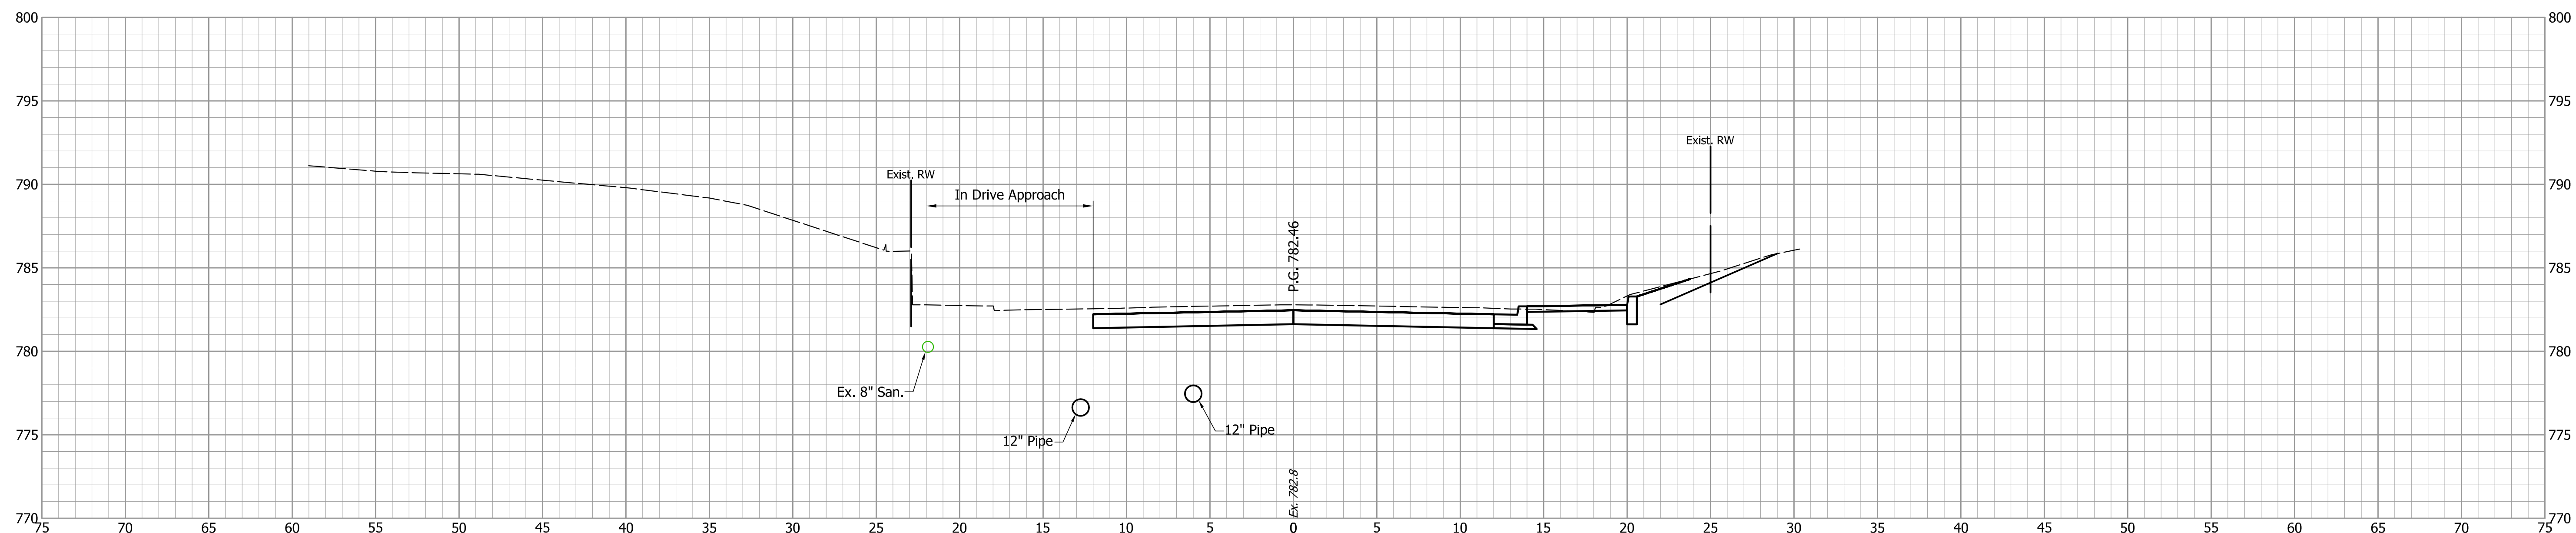 800 800
795 795
Exist. RW
Exist. RW
790 790
In Drive Approach
P.G. 782.46
785 785
780 780
Ex. 8" San.
12" Pipe
12" Pipe
775 775
Ex. 782.8
770 770
75 70 65 60 55 50 45 40 35 30 25 20 15 10 5 0 5 10 15 20 25 30 35 40 45 50 55 60 65 70 75